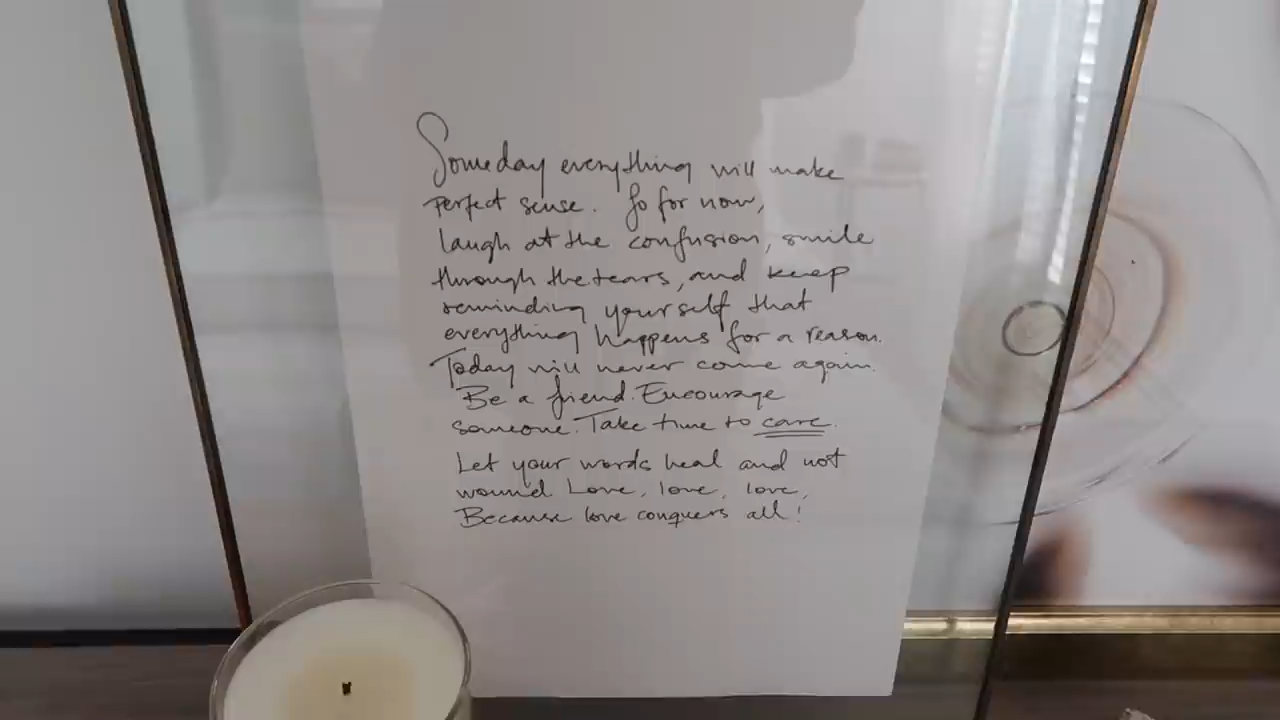 Someday everything will make
perfect sense. So for now,
laugh at the confusion, smile
through the tears, and keep
reminding yourself that
everything happens for a reason.
Today will never come again.
Be a friend. Encourage
someone. Take time to care.
Let your words heal and not
wound. Love, love, love,
Because love conquers all!